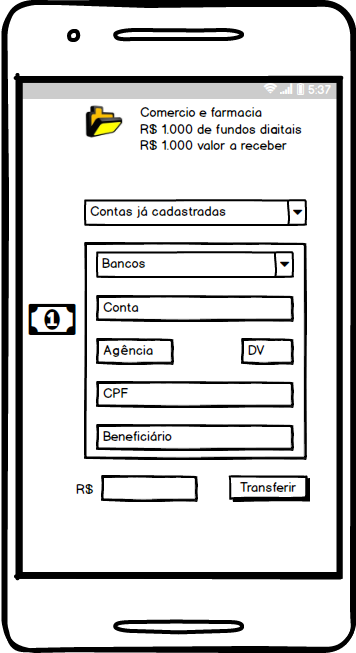 5:37
Comercio e farmacia
R$ 1.000 de fundos digitais
R$ 1.000 valor a receber
Contas já cadastradas
Bancos
Conta
1
Agência DV
CPF
Beneficiário
R$ Transferir